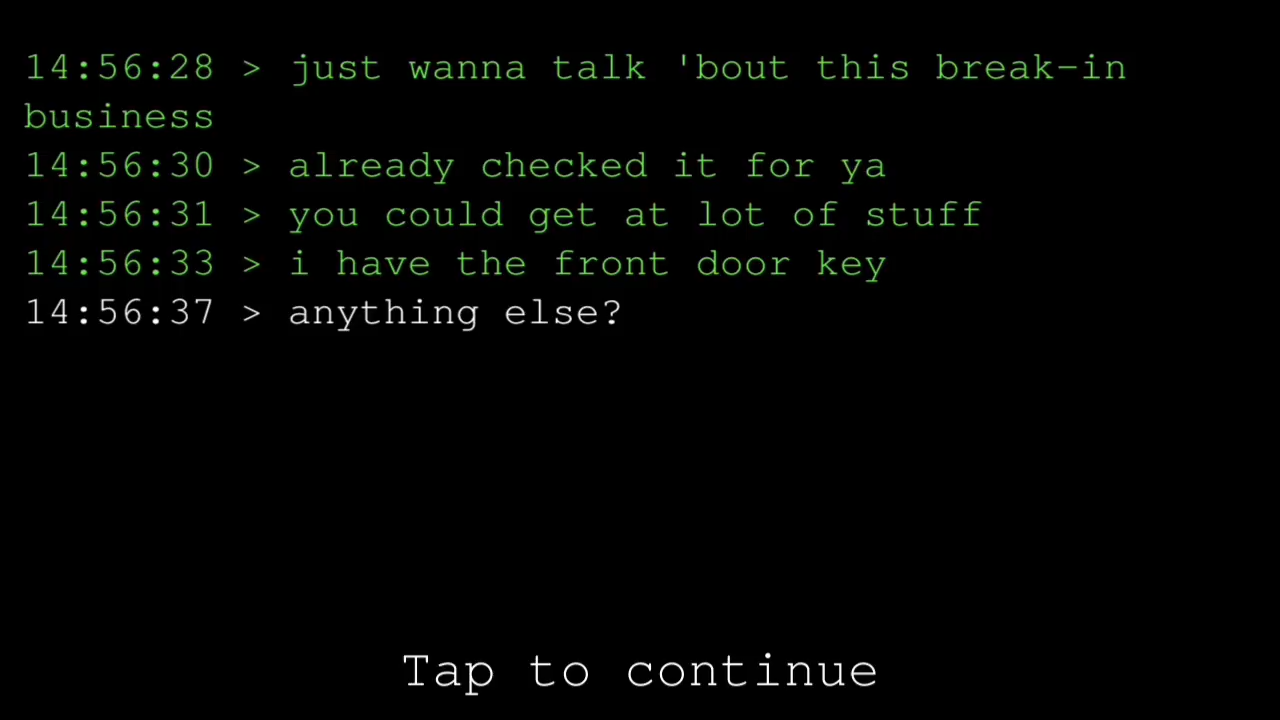 14:56:28 > just wanna talk 'bout this break-in
business
14:56:30 > already checked it for ya
14:56:31 > you could get at lot of stuff
14:56:33 > i have the front door key
14:56:37 > anything else?
Tap to continue